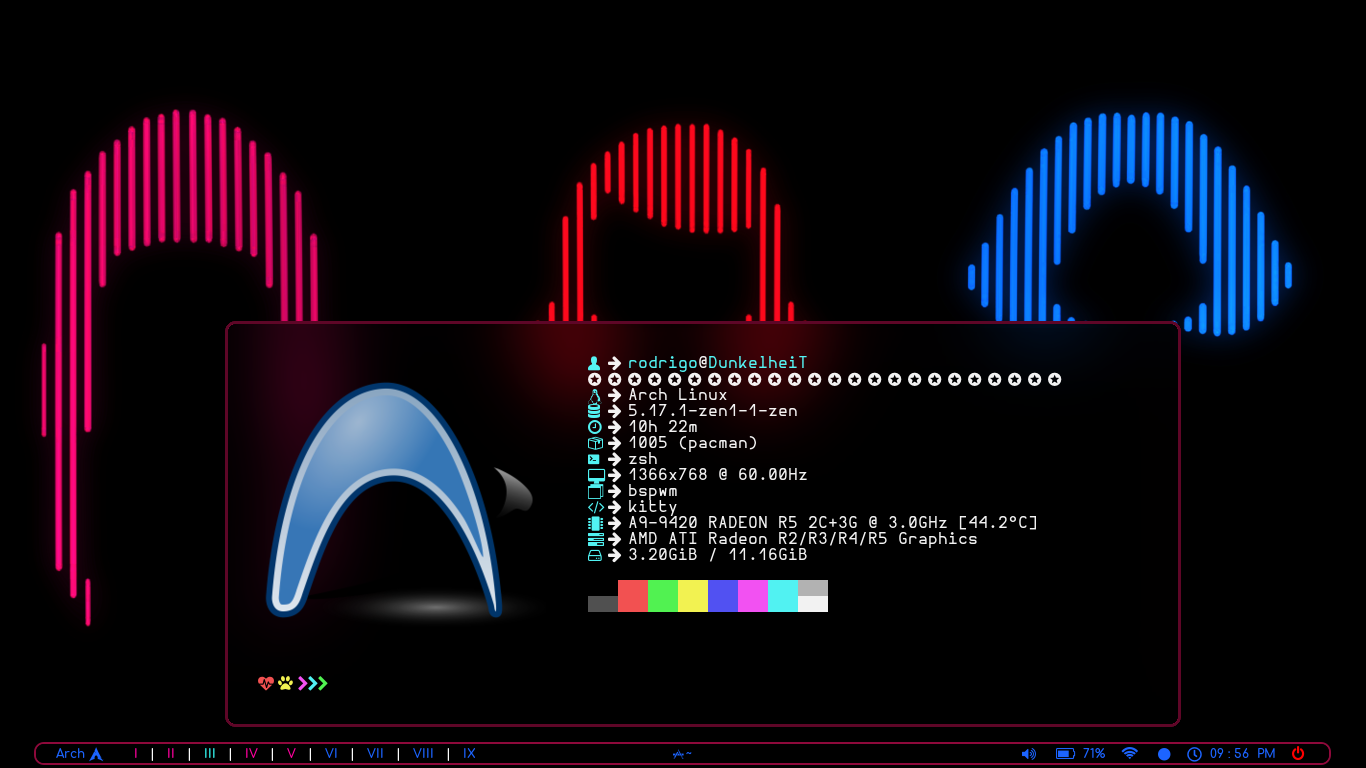 rodrigo@DunkelheiT
Arch Linux
5.17.1-zen1-1-zen
10h 22m
1005 (pacman)
zsh
1366x768 @ 60.00Hz
bspwm
kitty
A9-9420 RADEON R5 2C+3G @ 3.0GHz [44.2°C]
AMD ATI Radeon R2/R3/R4/R5 Graphics
3.20GiB / 11.16GiB
Arch I | II | III | IV | V | VI | VII | VIII | IX ~ 71% 09:56 PM